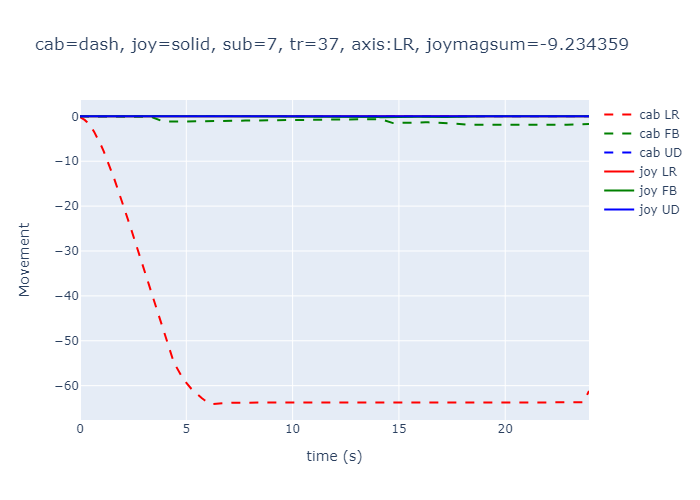 cab=dash, joy=solid, sub=7, tr=37, axis:LR, joymagsum=-9.234359
0
−10
−20
−30
−40
−50
−60
Movement
0
5
10
15
20
time (s)
cab LR
cab FB
cab UD
joy LR
joy FB
joy UD